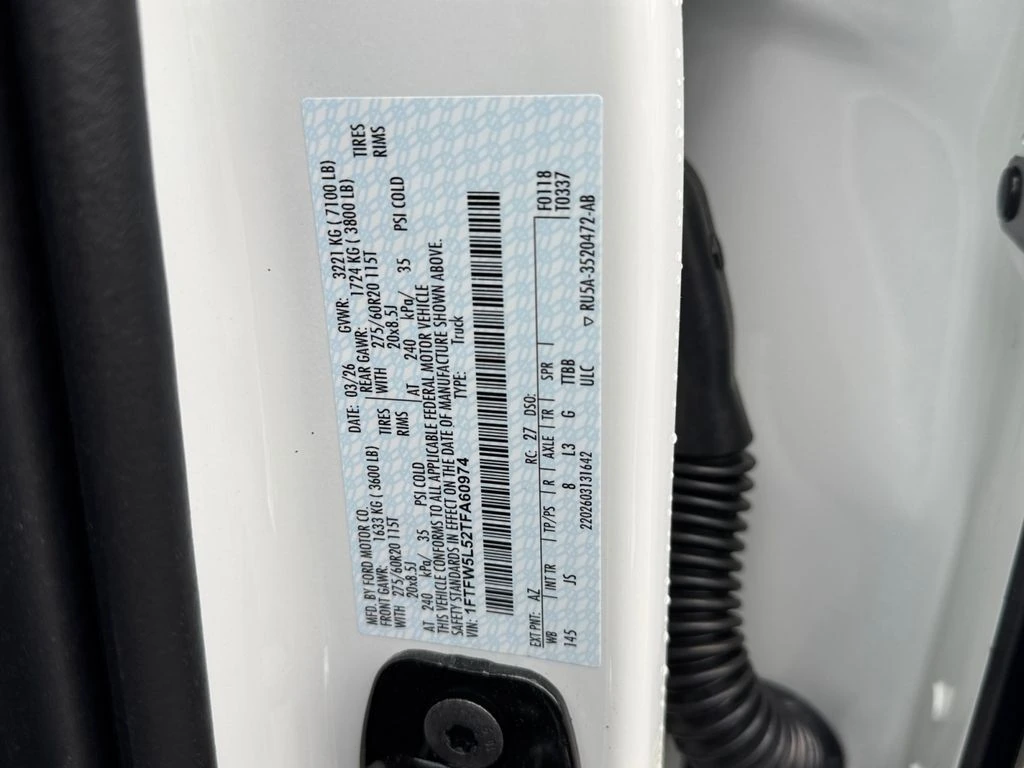 MFD. BY FORD MOTOR CO. DATE: 03/26 GVWR: 3221 KG ( 7100 LB)
FRONT GAWR: 1633 KG ( 3600 LB) REAR GAWR: 1724 KG ( 3800 LB)
WITH 275/60R20 115T TIRES WITH 275/60R20 115T TIRES
20x8.5J RIMS 20x8.5J RIMS
AT 240 kPa/ 35 PSI COLD AT 240 kPa/ 35 PSI COLD
THIS VEHICLE CONFORMS TO ALL APPLICABLE FEDERAL MOTOR VEHICLE
SAFETY STANDARDS IN EFFECT ON THE DATE OF MANUFACTURE SHOWN ABOVE.
VIN: 1FTFW5L52TFA60974 TYPE: Truck
EXT PNT: AZ RC: 27 DSO: F0118
WB INT TR TP/PS R AXLE TR SPR T0337
145 JS 8 L3 G TTBB
2202603131642 ULC ▽ RU5A-3520472-AB